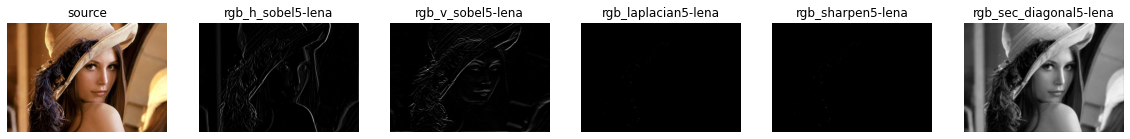 source
rgb_h_sobel5-lena
rgb_v_sobel5-lena
rgb_laplacian5-lena
rgb_sharpen5-lena
rgb_sec_diagonal5-lena